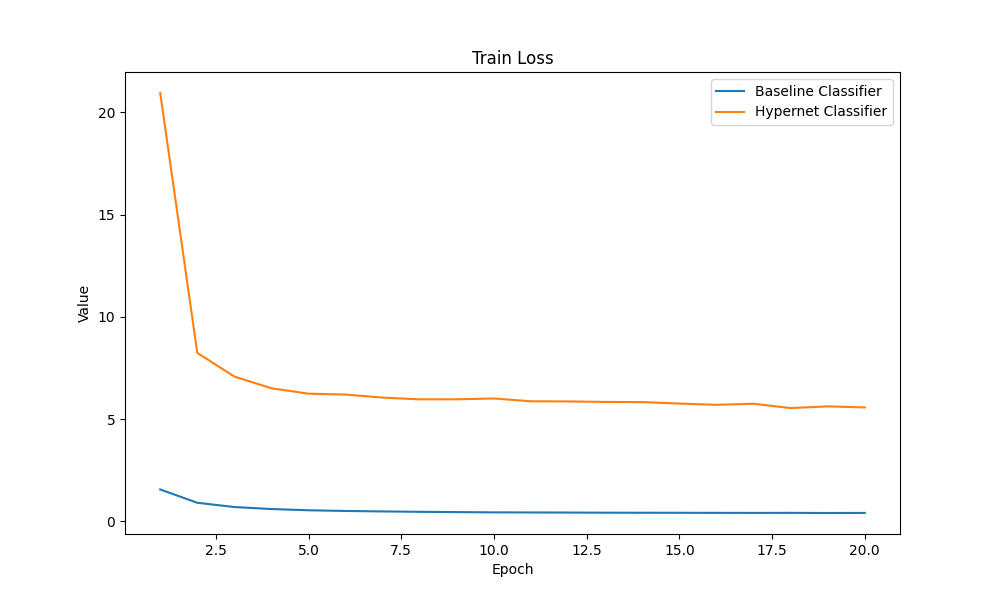 Train Loss
Baseline Classifier
Hypernet Classifier
20
15
10
5
0
Value
2.5 5.0 7.5 10.0 12.5 15.0 17.5 20.0
Epoch